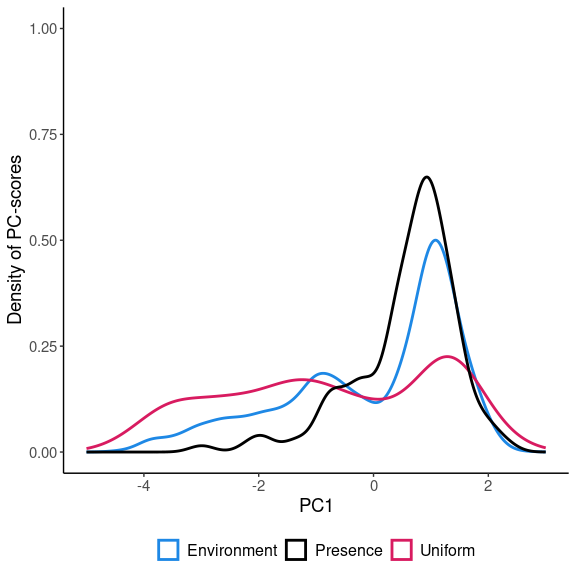 1.00
0.75
0.50
0.25
0.00
Density of PC-scores
-4 -2 0 2
PC1
Environment Presence Uniform